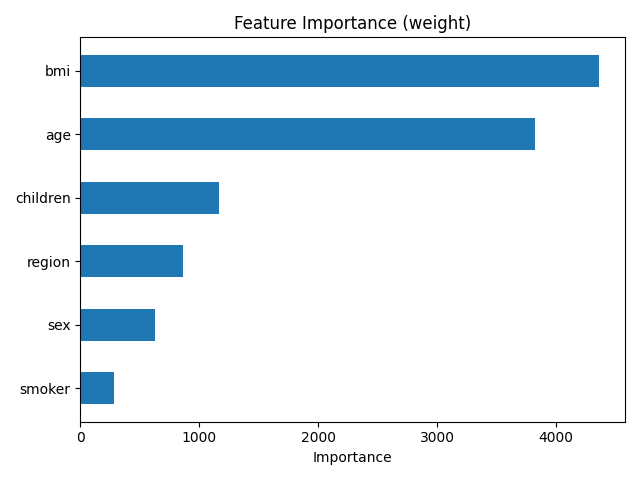 Feature Importance (weight)
bmi
age
children
region
sex
smoker
0 1000 2000 3000 4000
Importance